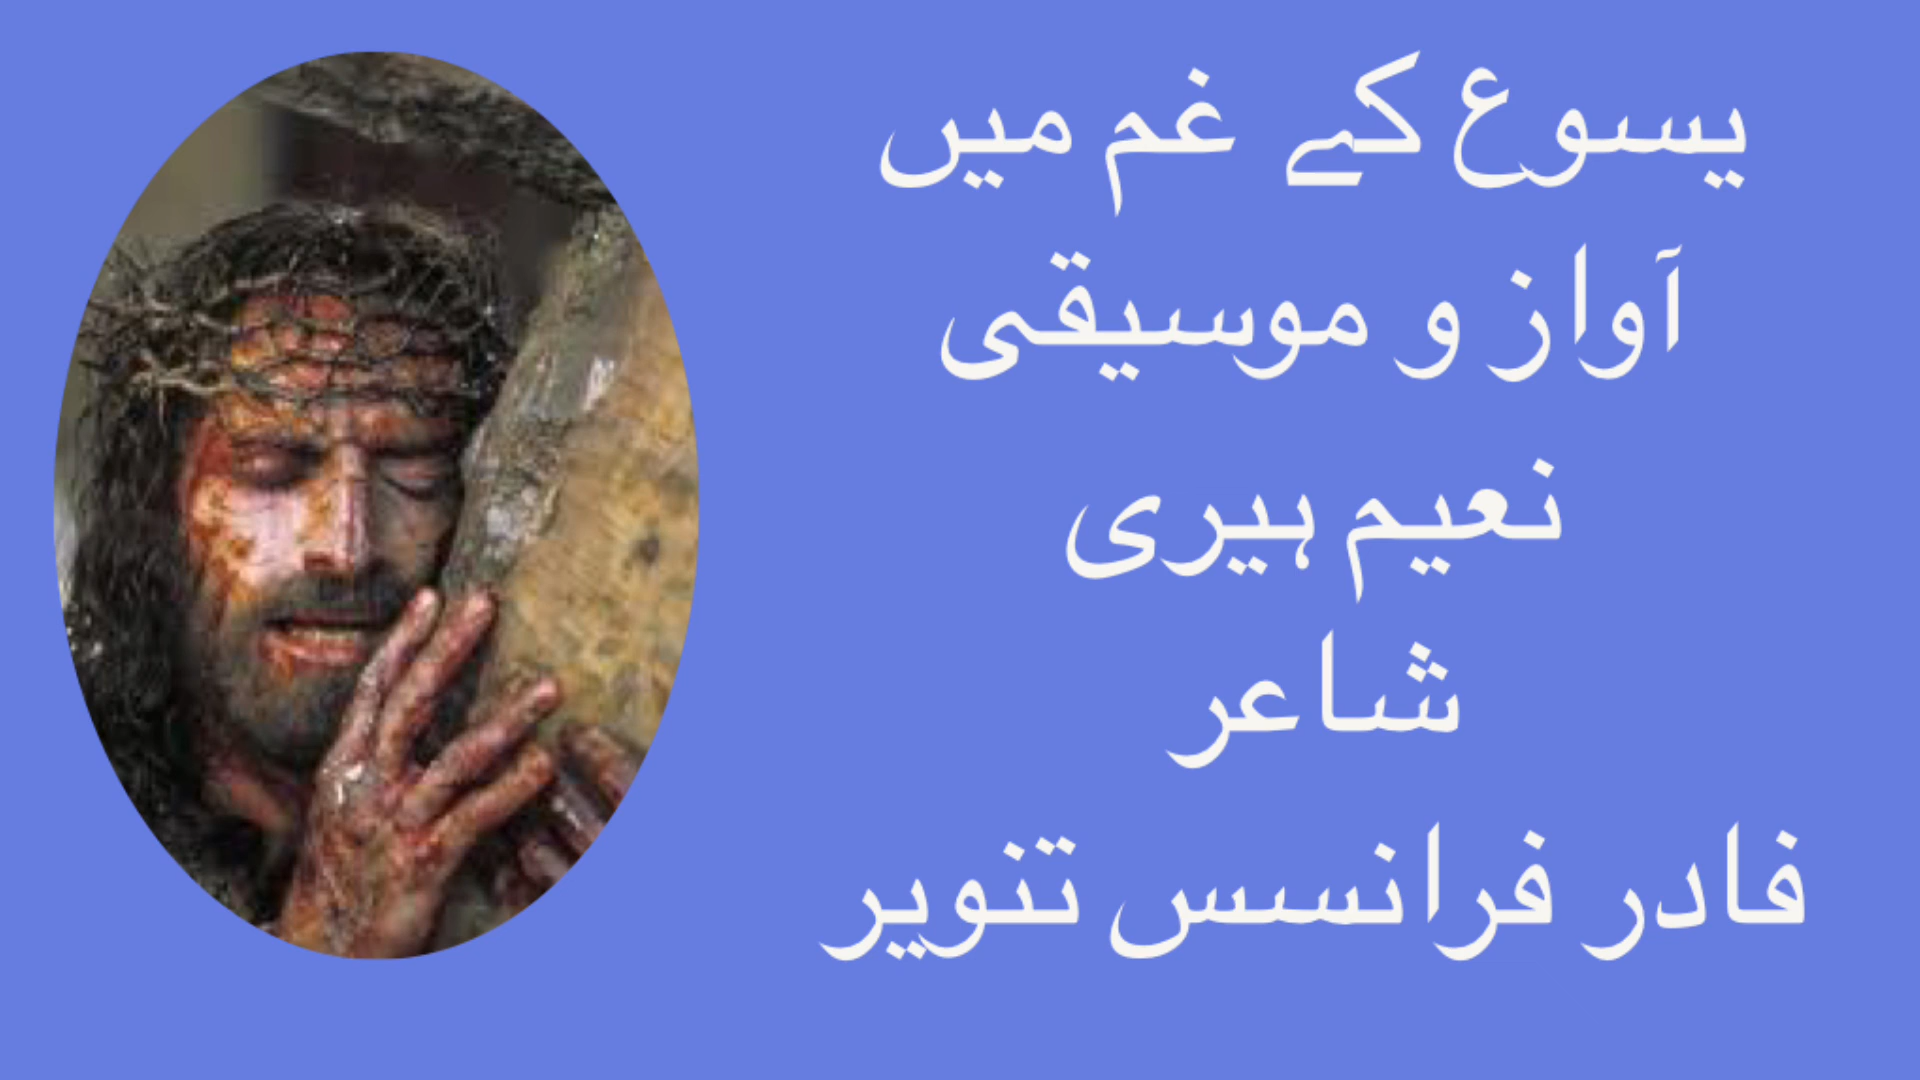 یسوع کے غم میں
آواز و موسیقی
نعیم ہیری
شاعر
فادر فرانسس تنویر